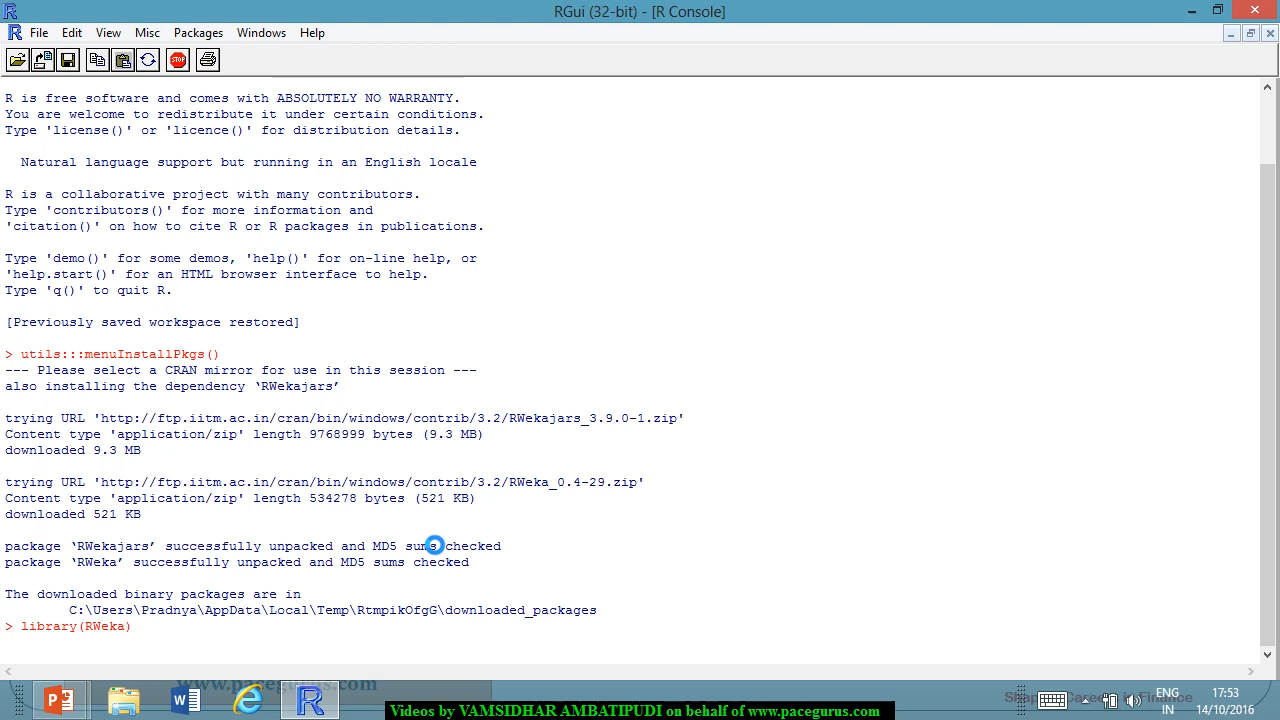 RGui (32-bit) - [R Console]
File Edit View Misc Packages Windows Help
STOP
R is free software and comes with ABSOLUTELY NO WARRANTY.
You are welcome to redistribute it under certain conditions.
Type 'license()' or 'licence()' for distribution details.
Natural language support but running in an English locale
R is a collaborative project with many contributors.
Type 'contributors()' for more information and
'citation()' on how to cite R or R packages in publications.
Type 'demo()' for some demos, 'help()' for on-line help, or
'help.start()' for an HTML browser interface to help.
Type 'q()' to quit R.
[Previously saved workspace restored]
> utils:::menuInstallPkgs()
--- Please select a CRAN mirror for use in this session ---
also installing the dependency ‘RWekajars’
trying URL 'http://ftp.iitm.ac.in/cran/bin/windows/contrib/3.2/RWekajars_3.9.0-1.zip'
Content type 'application/zip' length 9768999 bytes (9.3 MB)
downloaded 9.3 MB
trying URL 'http://ftp.iitm.ac.in/cran/bin/windows/contrib/3.2/RWeka_0.4-29.zip'
Content type 'application/zip' length 534278 bytes (521 KB)
downloaded 521 KB
package ‘RWekajars’ successfully unpacked and MD5 sums checked
package ‘RWeka’ successfully unpacked and MD5 sums checked
The downloaded binary packages are in
C:\Users\Pradnya\AppData\Local\Temp\RtmpikOfgG\downloaded_packages
> library(RWeka)
www.pacegurus.com
ENG
IN
17:53
14/10/2016
Videos by VAMSIDHAR AMBATIPUDI on behalf of www.pacegurus.com